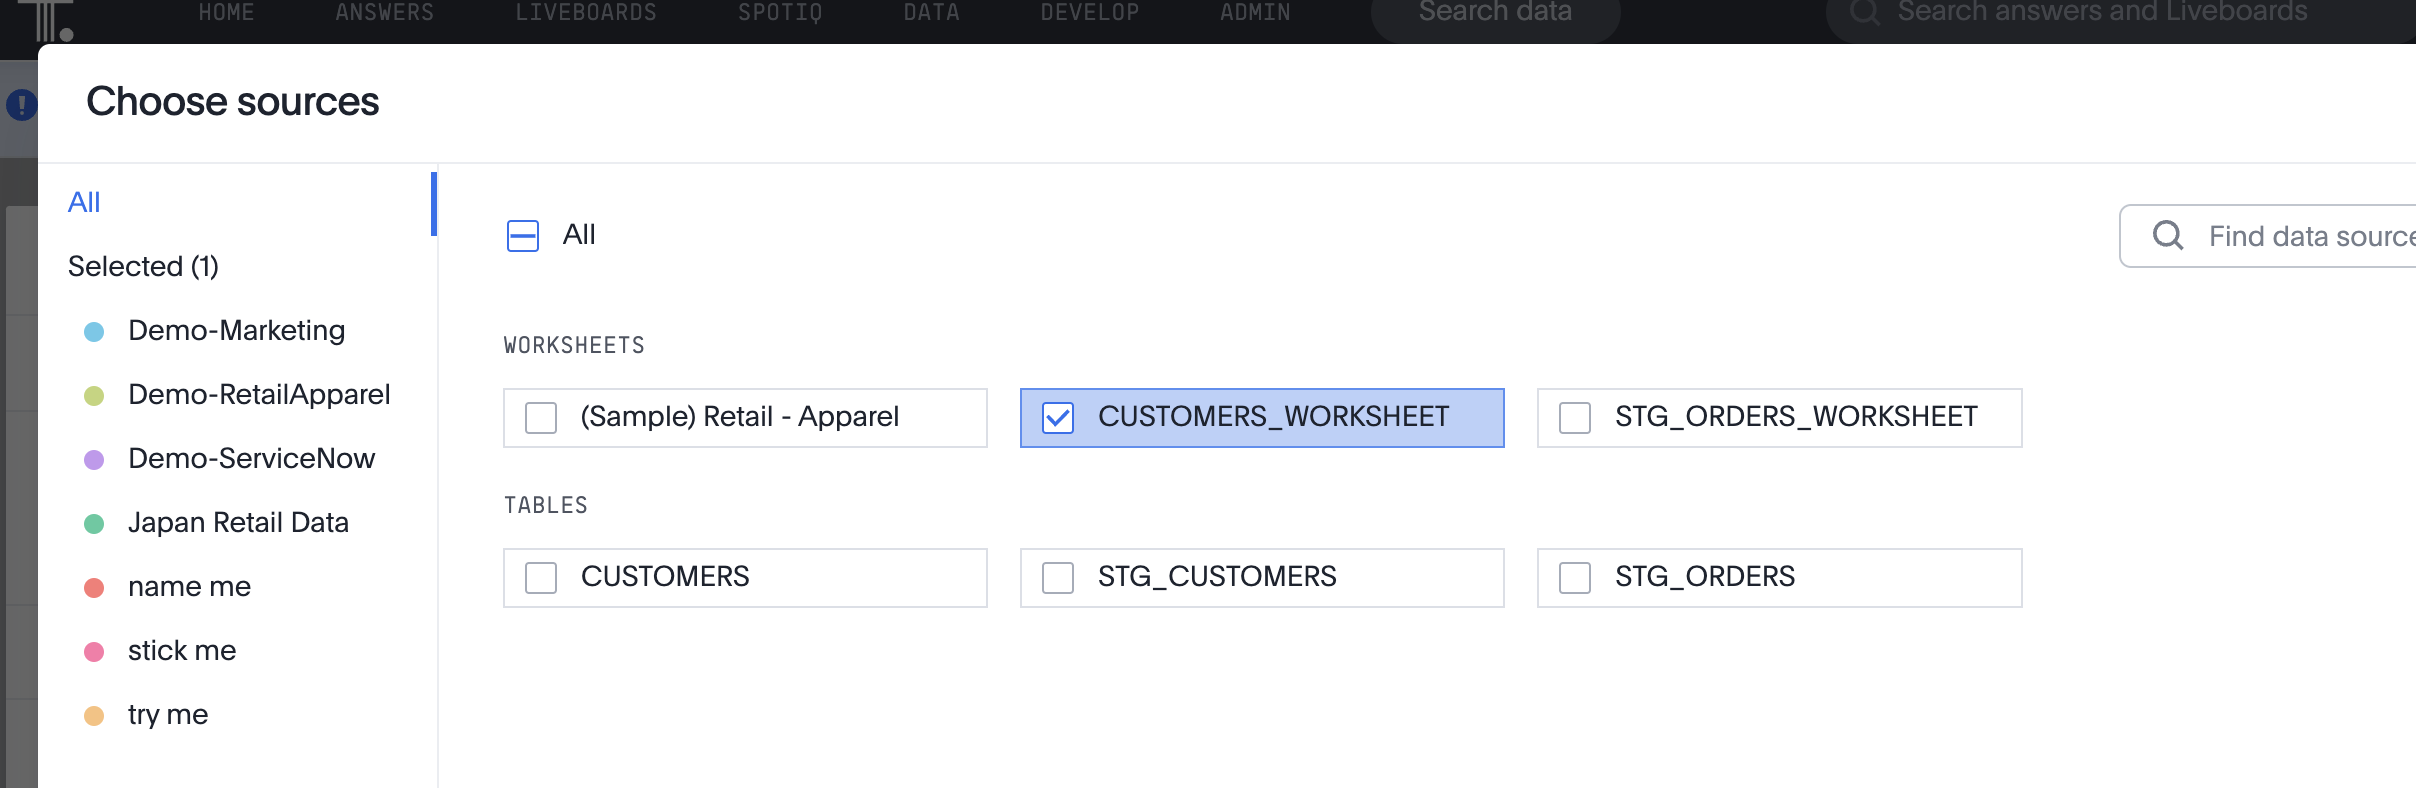 HOME ANSWERS LIVEBOARDS SPOTIQ DATA DEVELOP ADMIN Search data Search answers and Liveboards
Choose sources
All
Selected (1)
Demo-Marketing
Demo-RetailApparel
Demo-ServiceNow
Japan Retail Data
name me
stick me
try me
All
Find data source
WORKSHEETS
(Sample) Retail - Apparel
CUSTOMERS_WORKSHEET
STG_ORDERS_WORKSHEET
TABLES
CUSTOMERS
STG_CUSTOMERS
STG_ORDERS